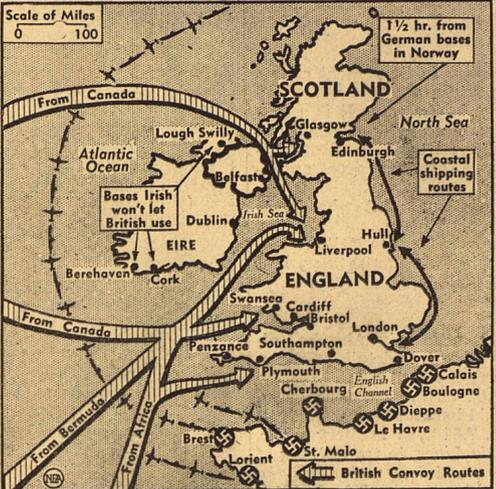 Scale of Miles
0 100
1½ hr. from
German bases
in Norway
SCOTLAND
From Canada
Glasgow
North Sea
Lough Swilly
Edinburgh
Atlantic
Ocean
Coastal
shipping
routes
Belfast
Bases Irish
won't let
British use
Irish Sea
Dublin
Hull
EIRE
Liverpool
Berehaven
Cork
ENGLAND
Swansea
Cardiff
Bristol
From Canada
London
Penzance
Southampton
Dover
Plymouth
English
Channel
Calais
Cherbourg
Boulogne
Dieppe
From Bermuda
From Africa
Le Havre
Brest
St. Malo
Lorient
British Convoy Routes
NEA